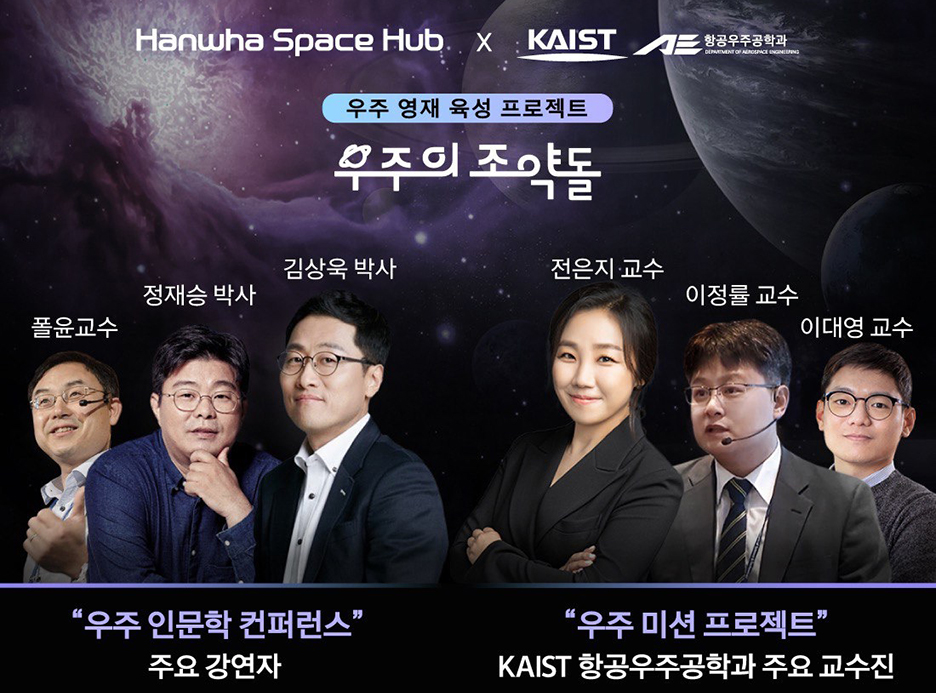 Hanwha Space Hub X KAIST AE 항공우주공학과
DEPARTMENT OF AEROSPACE ENGINEERING
우주 영재 육성 프로젝트
우주의 조약돌
김상욱 박사 전은지 교수
정재승 박사 이정률 교수
폴윤교수 이대영 교수
“우주 인문학 컨퍼런스” “우주 미션 프로젝트”
주요 강연자 KAIST 항공우주공학과 주요 교수진